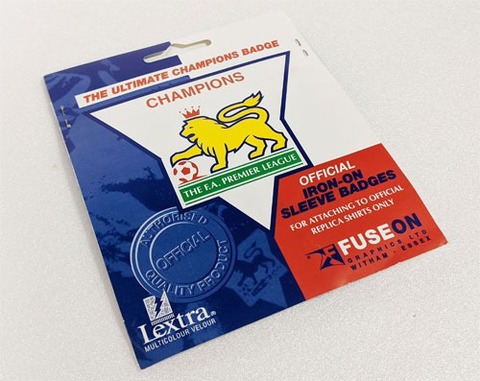 THE ULTIMATE CHAMPIONS BADGE
CHAMPIONS
THE F.A. PREMIER LEAGUE
OFFICIAL
IRON-ON
SLEEVE BADGES
FOR ATTACHING TO OFFICIAL
REPLICA SHIRTS ONLY
FUSEON
GRAPHICS LTD
WITHAM - ESSEX
AUTHORISED
OFFICIAL
QUALITY PRODUCT
Lextra®
MULTICOLOUR VELOUR